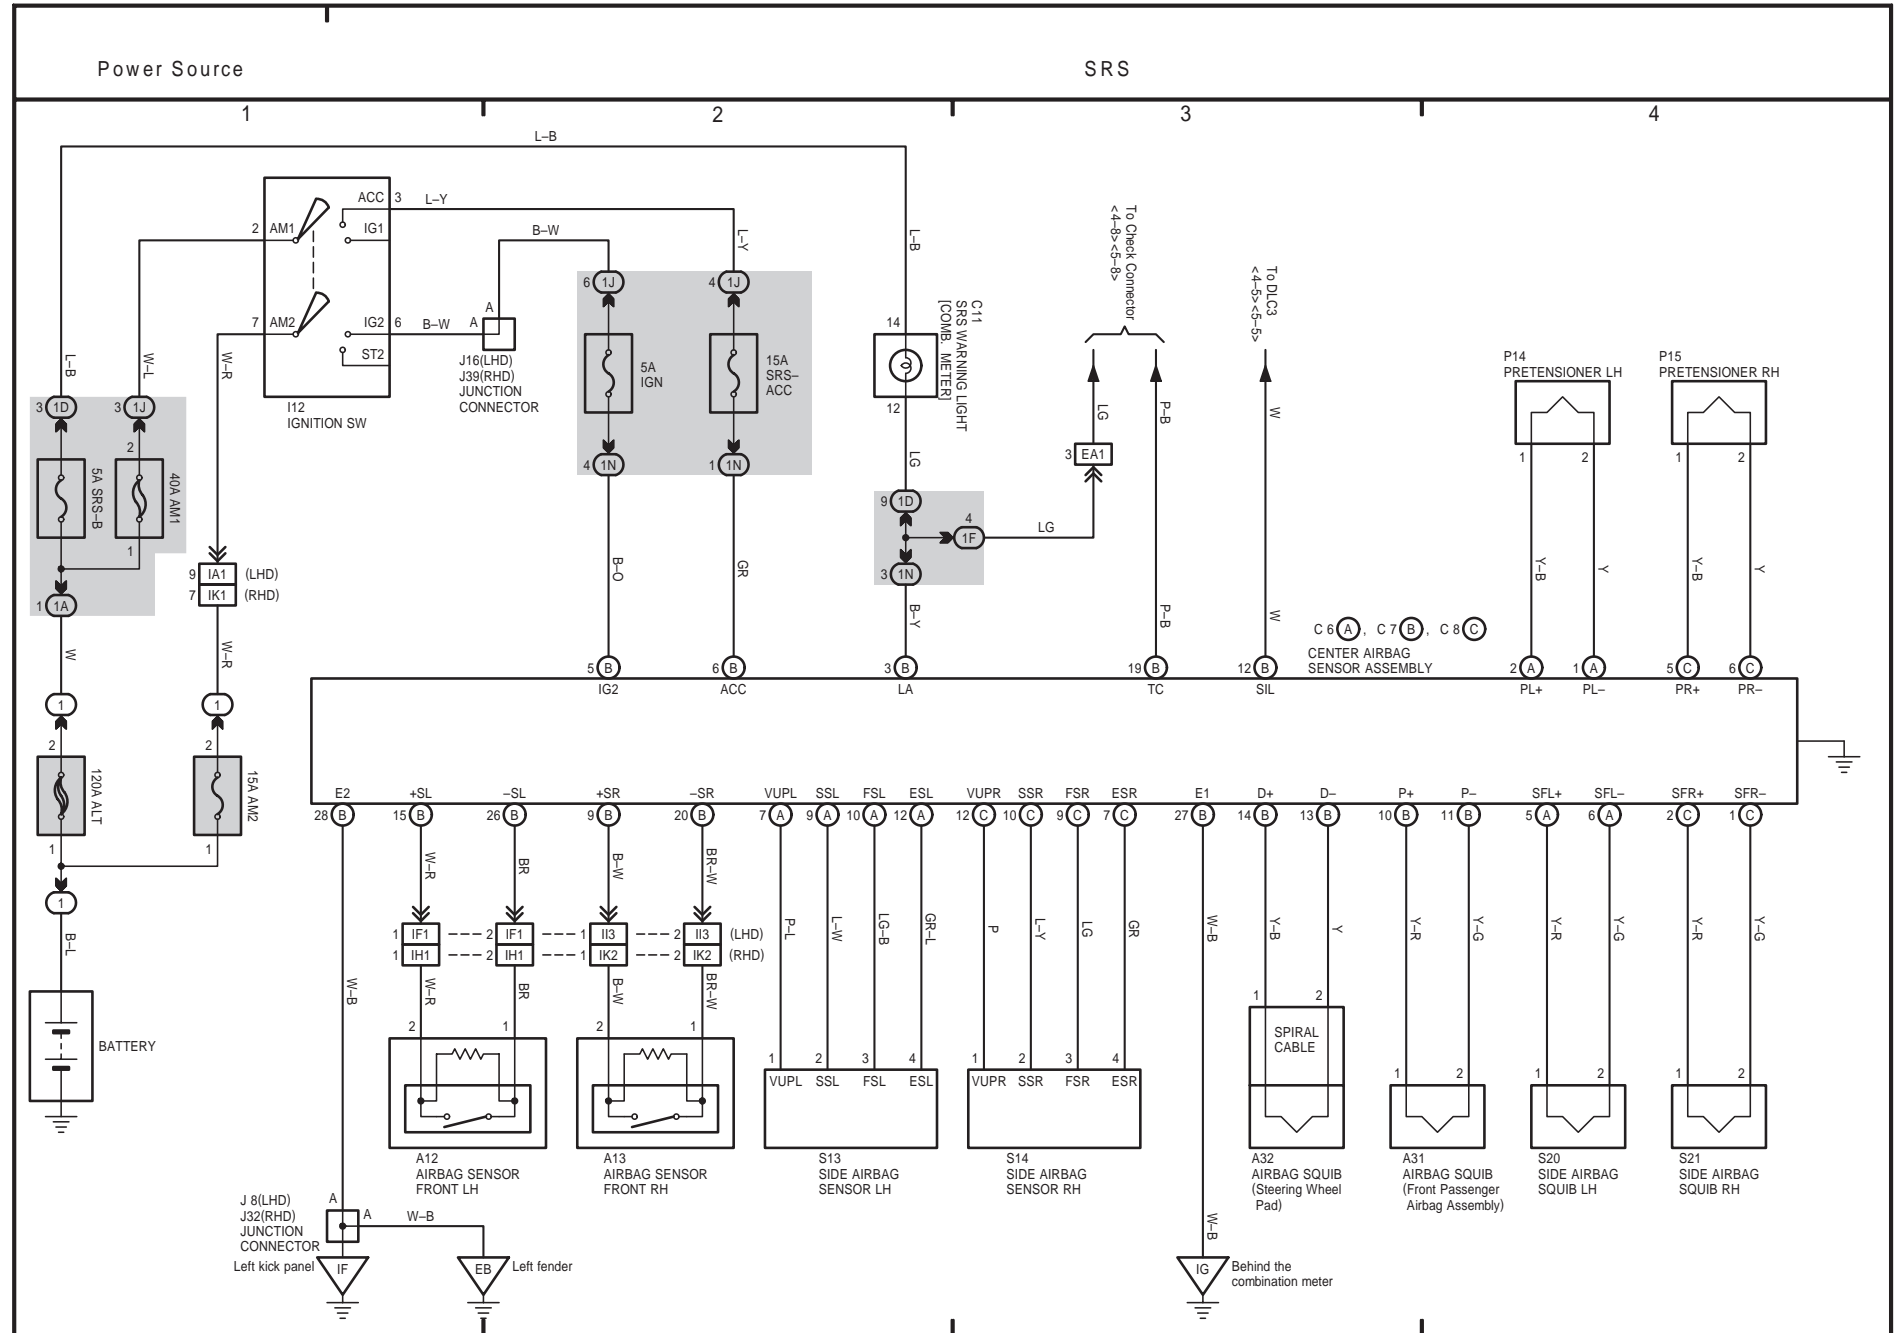 Power Source
SRS
1
2
3
4
L–B
L–B
L–B
ACC 3
L–Y
L–Y
2 AM1
IG1
7 AM2
IG2 6
B–W
ST2
I12
IGNITION SW
W–L
W–R
B–W
A
A
J16(LHD)
J39(RHD)
JUNCTION
CONNECTOR
6 1J
4 1J
5A
IGN
15A
SRS–
ACC
4 1N
1 1N
B–O
GR
14
12
C11
SRS WARNING LIGHT
[COMB. METER]
LG
9 1D
4
1F
3 1N
B–Y
LG
3 EA1
LG
To Check Connector
<4–8><5–8>
P–B
P–B
To DLC3
<4–5><5–5>
W
W
3 1D
3 1J
2
5A SRS–B
40A AM1
1
1 1A
9 IA1 (LHD)
7 IK1 (RHD)
W
W–R
1
1
2
2
120A ALT
15A AM2
1
1
1
B–L
BATTERY
P14
PRETENSIONER LH
1
2
Y–B
Y
P15
PRETENSIONER RH
1
2
Y–B
Y
C 6 A , C 7 B , C 8 C
CENTER AIRBAG
SENSOR ASSEMBLY
5 B
6 B
3 B
19 B
12 B
2 A
1 A
5 C
6 C
IG2
ACC
LA
TC
SIL
PL+
PL–
PR+
PR–
E2
+SL
–SL
+SR
–SR
VUPL
SSL
FSL
ESL
VUPR
SSR
FSR
ESR
E1
D+
D–
P+
P–
SFL+
SFL–
SFR+
SFR–
28 B
15 B
26 B
9 B
20 B
7 A
9 A
10 A
12 A
12 C
10 C
9 C
7 C
27 B
14 B
13 B
10 B
11 B
5 A
6 A
2 C
1 C
W–R
BR
B–W
BR–W
1 IF1
2 IF1
1 II3
2 II3 (LHD)
1 IH1
2 IH1
1 IK2
2 IK2 (RHD)
W–B
W–R
BR
B–W
BR–W
P–L
L–W
LG–B
GR–L
P
L–Y
LG
GR
W–B
Y–B
Y
Y–R
Y–G
Y–R
Y–G
Y–R
Y–G
2
1
2
1
1
2
3
4
1
2
3
4
VUPL
SSL
FSL
ESL
VUPR
SSR
FSR
ESR
1
2
SPIRAL
CABLE
1
2
1
2
1
2
A12
AIRBAG SENSOR
FRONT LH
A13
AIRBAG SENSOR
FRONT RH
S13
SIDE AIRBAG
SENSOR LH
S14
SIDE AIRBAG
SENSOR RH
A32
AIRBAG SQUIB
(Steering Wheel
Pad)
A31
AIRBAG SQUIB
(Front Passenger
Airbag Assembly)
S20
SIDE AIRBAG
SQUIB LH
S21
SIDE AIRBAG
SQUIB RH
J 8(LHD)
J32(RHD)
JUNCTION
CONNECTOR
A
A
W–B
W–B
Left kick panel
IF
EB
Left fender
IG
Behind the
combination meter